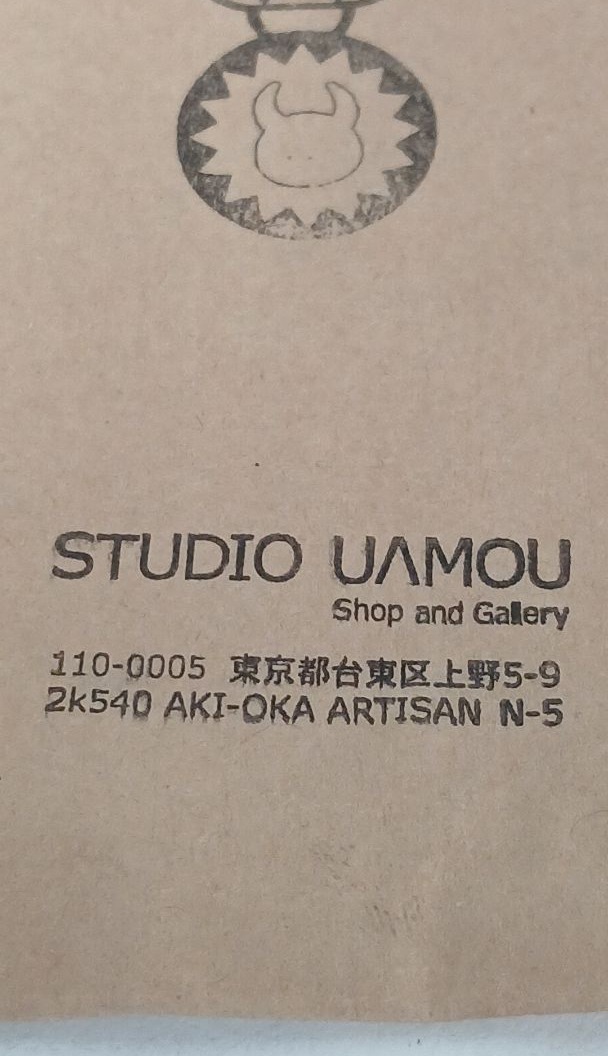 STUDIO UΛMOU
Shop and Gallery
110-0005 東京都台東区上野5-9
2k540 AKI-OKA ARTISAN N-5